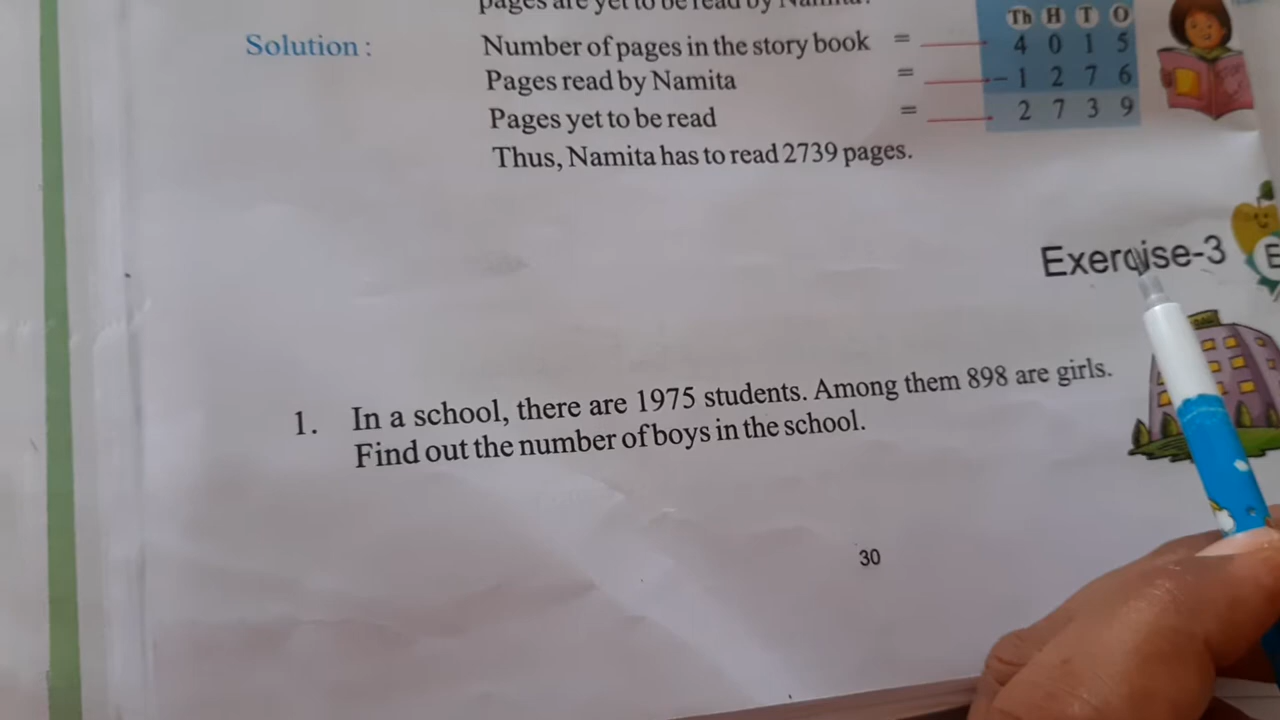 pages are yet to be read by Namita?
Th H T O
Solution : Number of pages in the story book = 4 0 1 5
Pages read by Namita = – 1 2 7 6
Pages yet to be read = 2 7 3 9
Thus, Namita has to read 2739 pages.
Exercise-3
E
1. In a school, there are 1975 students. Among them 898 are girls.
Find out the number of boys in the school.
30